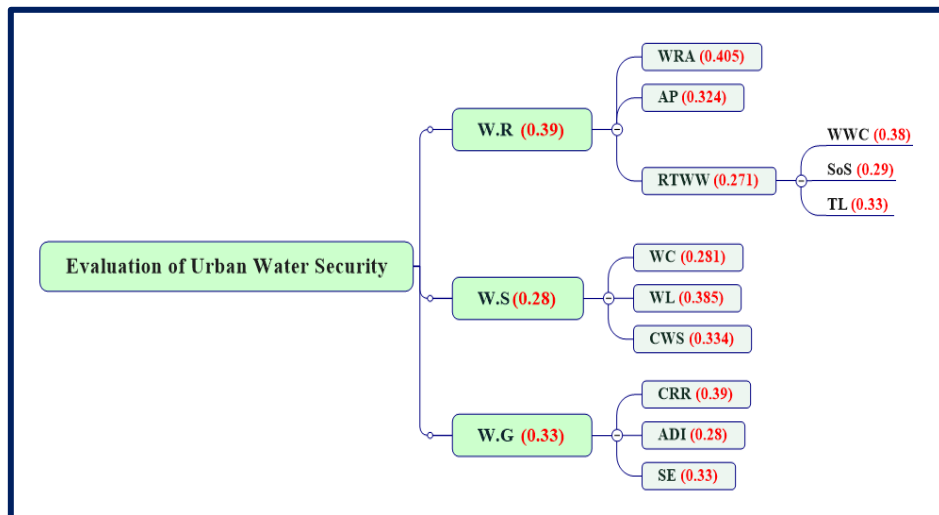 Evaluation of Urban Water Security
W.R (0.39)
WRA (0.405)
AP (0.324)
RTWW (0.271)
WWC (0.38)
SoS (0.29)
TL (0.33)
W.S (0.28)
WC (0.281)
WL (0.385)
CWS (0.334)
W.G (0.33)
CRR (0.39)
ADI (0.28)
SE (0.33)